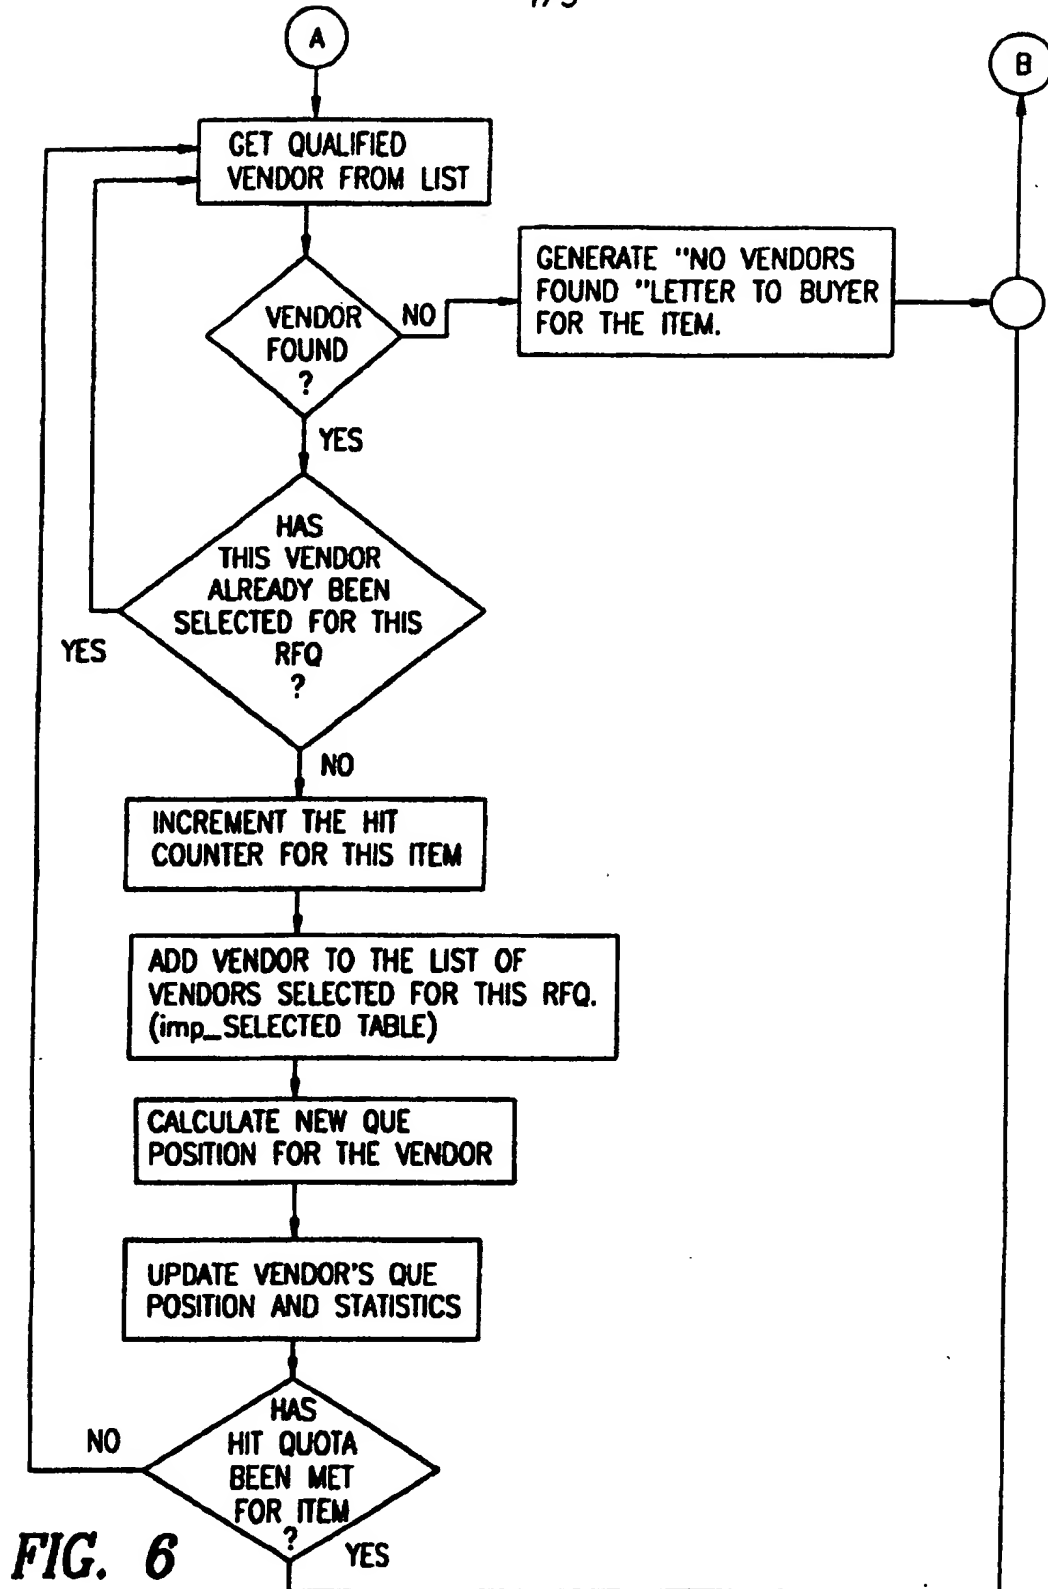 A
B
GET QUALIFIED
VENDOR FROM LIST
GENERATE "NO VENDORS
FOUND "LETTER TO BUYER
FOR THE ITEM.
VENDOR
FOUND
?
NO
YES
HAS
THIS VENDOR
ALREADY BEEN
SELECTED FOR THIS
RFQ
?
YES
NO
INCREMENT THE HIT
COUNTER FOR THIS ITEM
ADD VENDOR TO THE LIST OF
VENDORS SELECTED FOR THIS RFQ.
(imp_SELECTED TABLE)
CALCULATE NEW QUE
POSITION FOR THE VENDOR
UPDATE VENDOR'S QUE
POSITION AND STATISTICS
HAS
HIT QUOTA
BEEN MET
FOR ITEM
?
NO
YES
FIG. 6